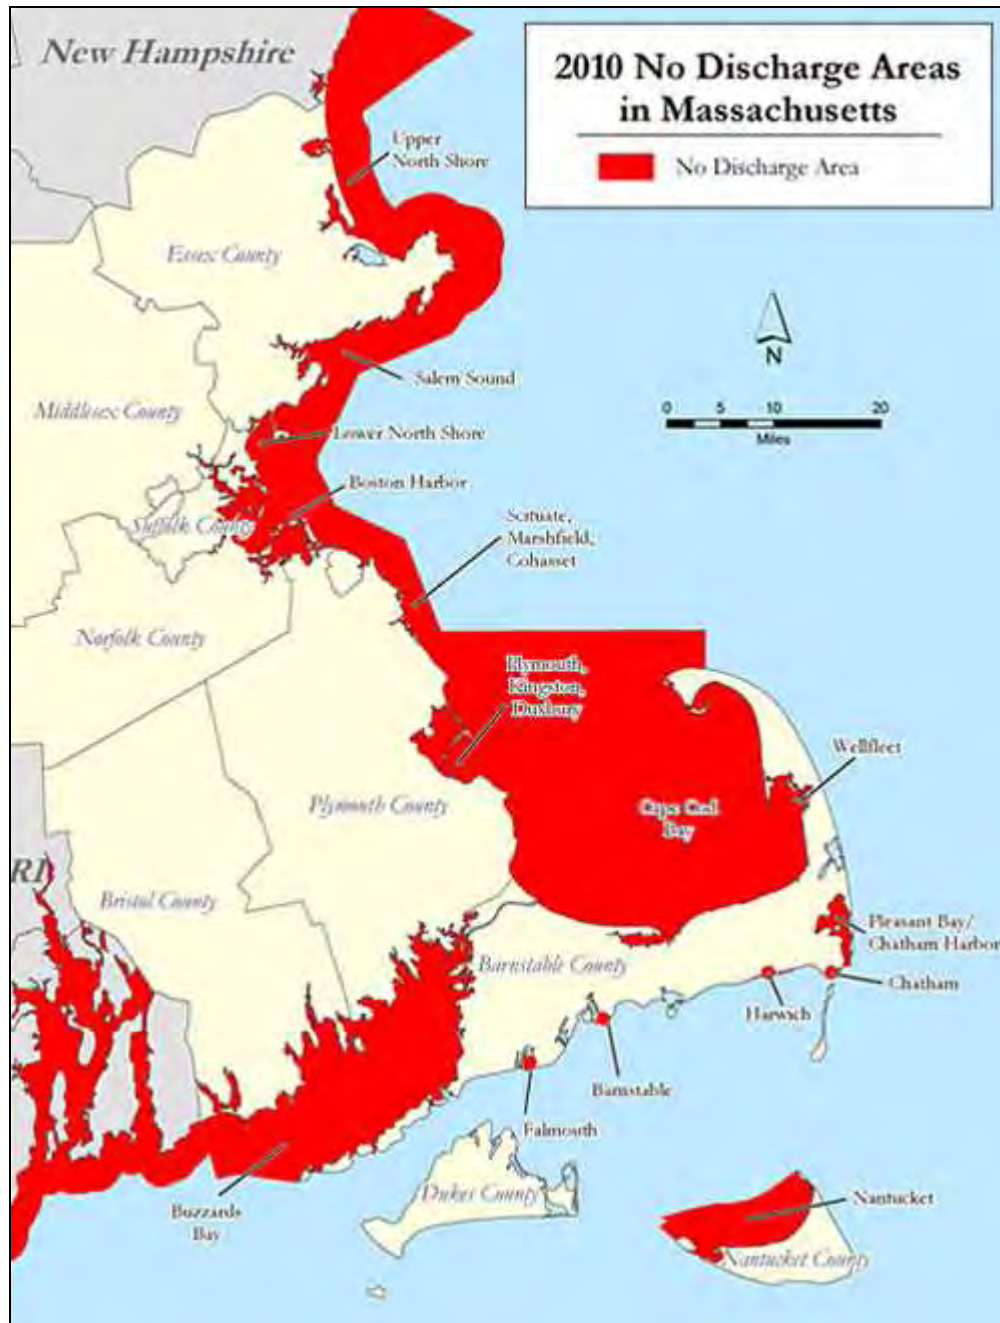 New Hampshire
2010 No Discharge Areas
in Massachusetts
No Discharge Area
Upper
North Shore
Essex County
N
Salem Sound
0 5 10 20
Miles
Middlesex County
Lower North Shore
Boston Harbor
Suffolk County
Scituate,
Marshfield,
Cohasset
Norfolk County
Plymouth,
Kingston,
Duxbury
Wellfleet
Plymouth County
Cape Cod
Bay
RI
Bristol County
Pleasant Bay/
Chatham Harbor
Barnstable County
Chatham
Harwich
Barnstable
Falmouth
Dukes County
Nantucket
Buzzards
Bay
Nantucket County